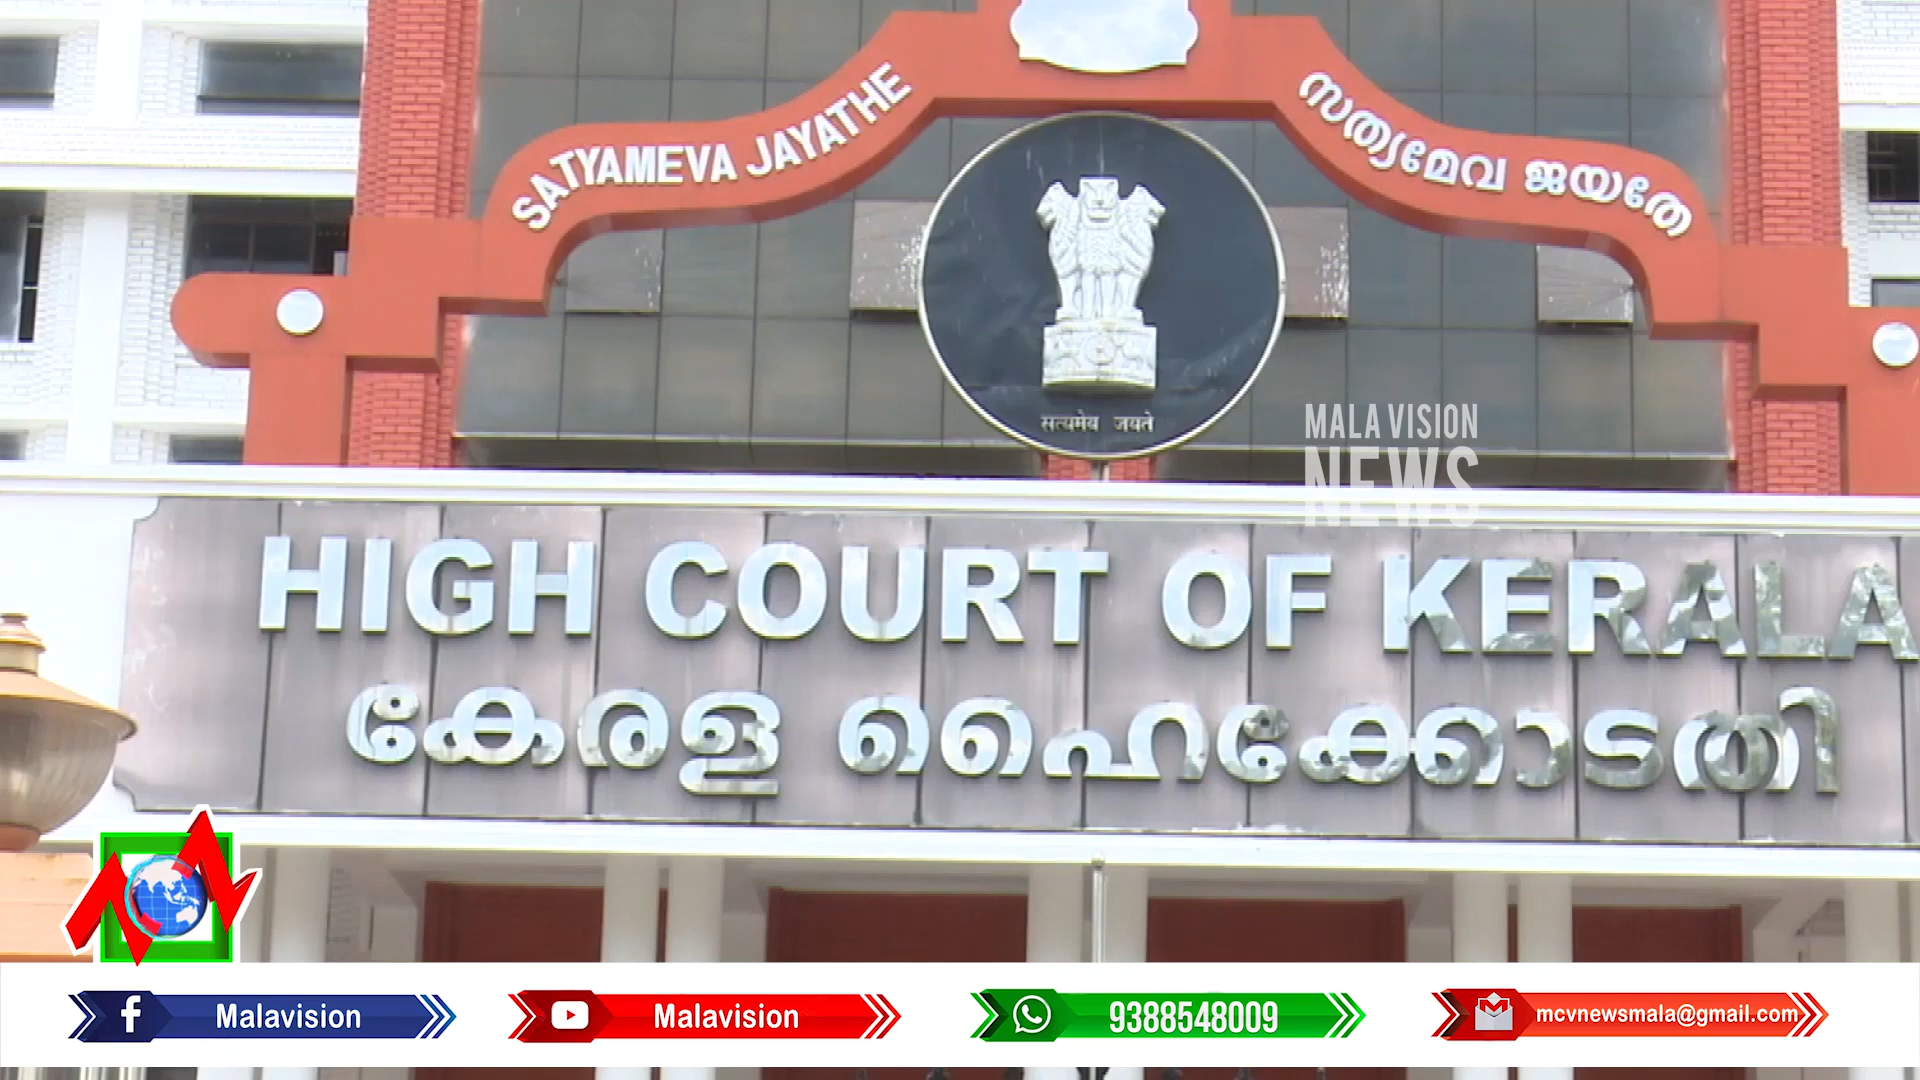 SATYAMEVA JAYATHE
സത്യമേവ ജയതേ
सत्यमेव जयते
MALA VISION
NEWS
HIGH COURT OF KERALA
കേരള ഹൈക്കോടതി
Malavision
Malavision
9388548009
mcvnewsmala@gmail.com